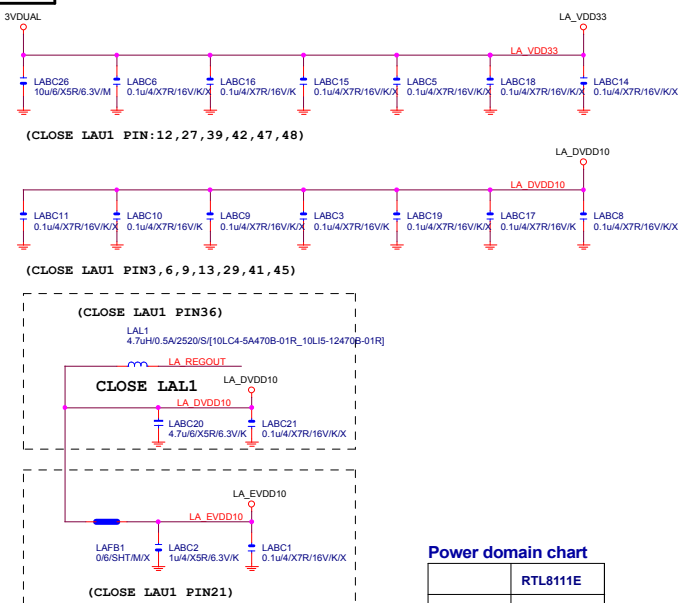 3VDUAL
LA_VDD33
LA_VDD33
LABC26
10u/6/X5R/6.3V/M
LABC6
0.1u/4/X7R/16V/K/X
LABC16
0.1u/4/X7R/16V/K
LABC15
0.1u/4/X7R/16V/K/X
LABC5
0.1u/4/X7R/16V/K/X
LABC18
0.1u/4/X7R/16V/K/X
LABC14
0.1u/4/X7R/16V/K/X
(CLOSE LAU1 PIN:12,27,39,42,47,48)
LA_DVDD10
LA_DVDD10
LABC11
0.1u/4/X7R/16V/K/X
LABC10
0.1u/4/X7R/16V/K
LABC9
0.1u/4/X7R/16V/K/X
LABC3
0.1u/4/X7R/16V/K
LABC19
0.1u/4/X7R/16V/K/X
LABC17
0.1u/4/X7R/16V/K
LABC8
0.1u/4/X7R/16V/K/X
(CLOSE LAU1 PIN3,6,9,13,29,41,45)
(CLOSE LAU1 PIN36)
LAL1
4.7uH/0.5A/2520/S/[10LC4-5A470B-01R_10LI5-12470B-01R]
LA_REGOUT
CLOSE LAL1
LA_DVDD10
LA_DVDD10
LABC20
4.7u/6/X5R/6.3V/K
LABC21
0.1u/4/X7R/16V/K/X
LA_EVDD10
LA_EVDD10
LAFB1
0/6/SHT/M/X
LABC2
1u/4/X5R/6.3V/K
LABC1
0.1u/4/X7R/16V/K/X
(CLOSE LAU1 PIN21)
Power domain chart
RTL8111E